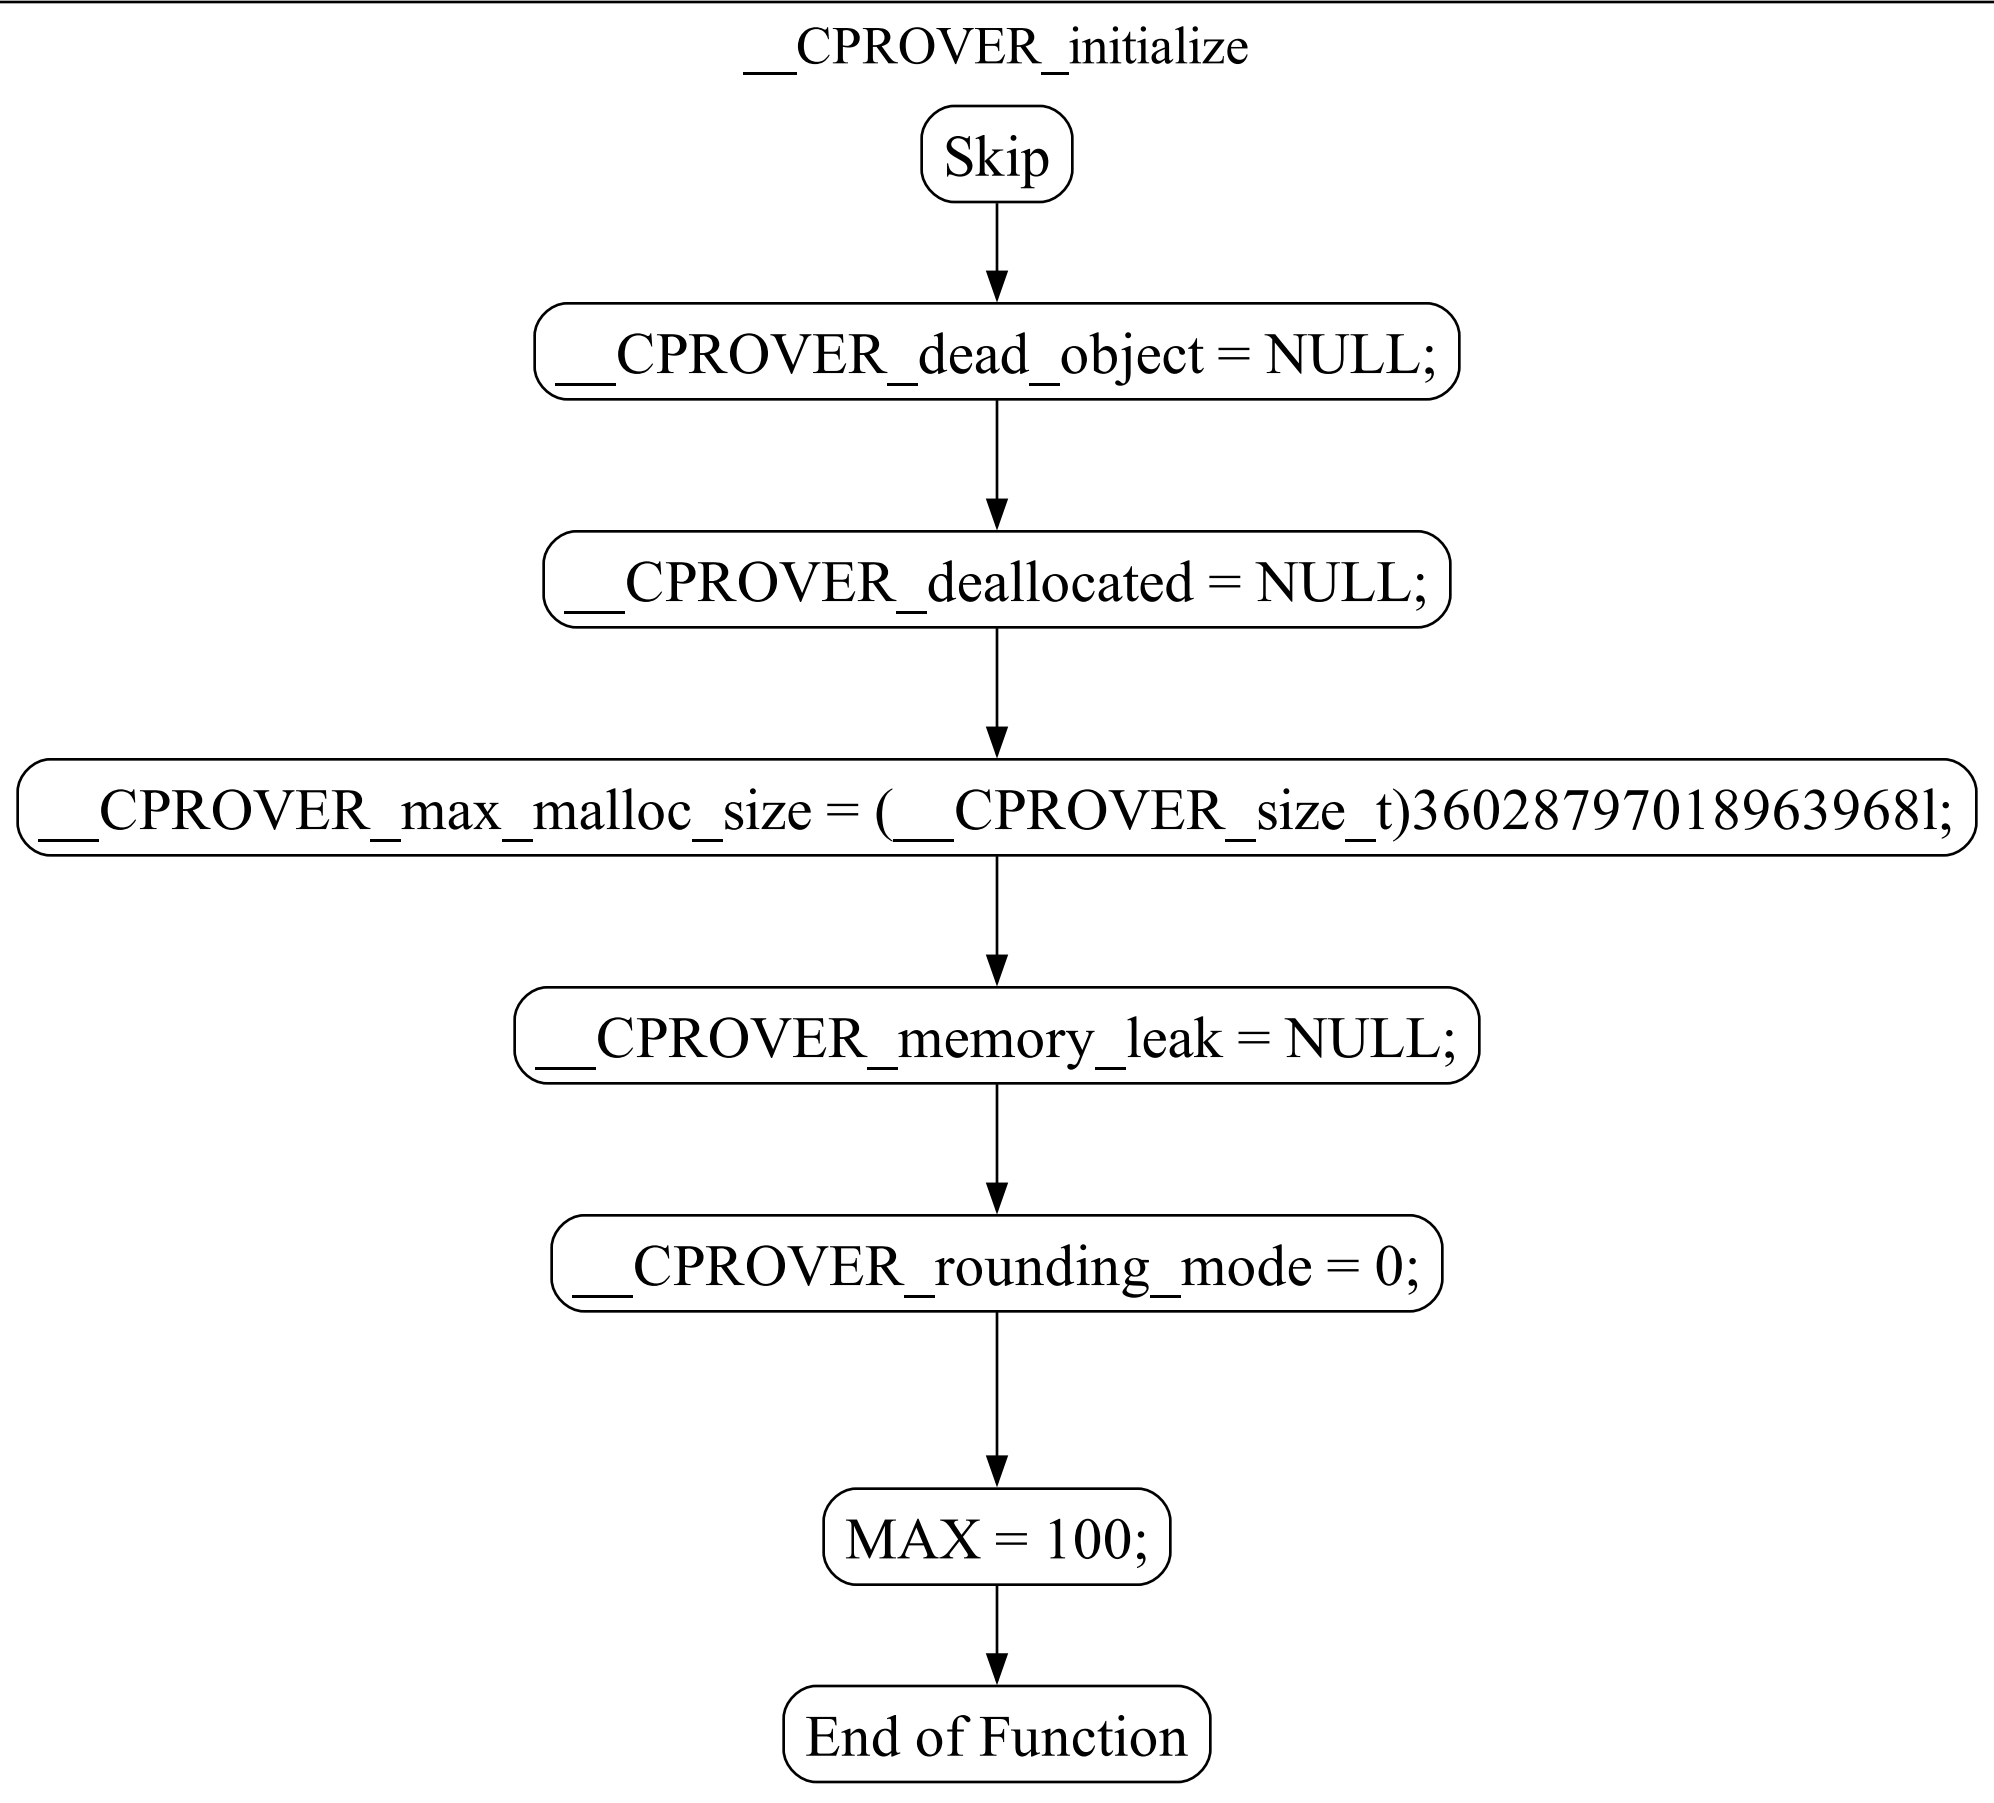 __CPROVER_initialize
Skip
__CPROVER_dead_object = NULL;
__CPROVER_deallocated = NULL;
__CPROVER_max_malloc_size = (__CPROVER_size_t)36028797018963968l;
__CPROVER_memory_leak = NULL;
__CPROVER_rounding_mode = 0;
MAX = 100;
End of Function